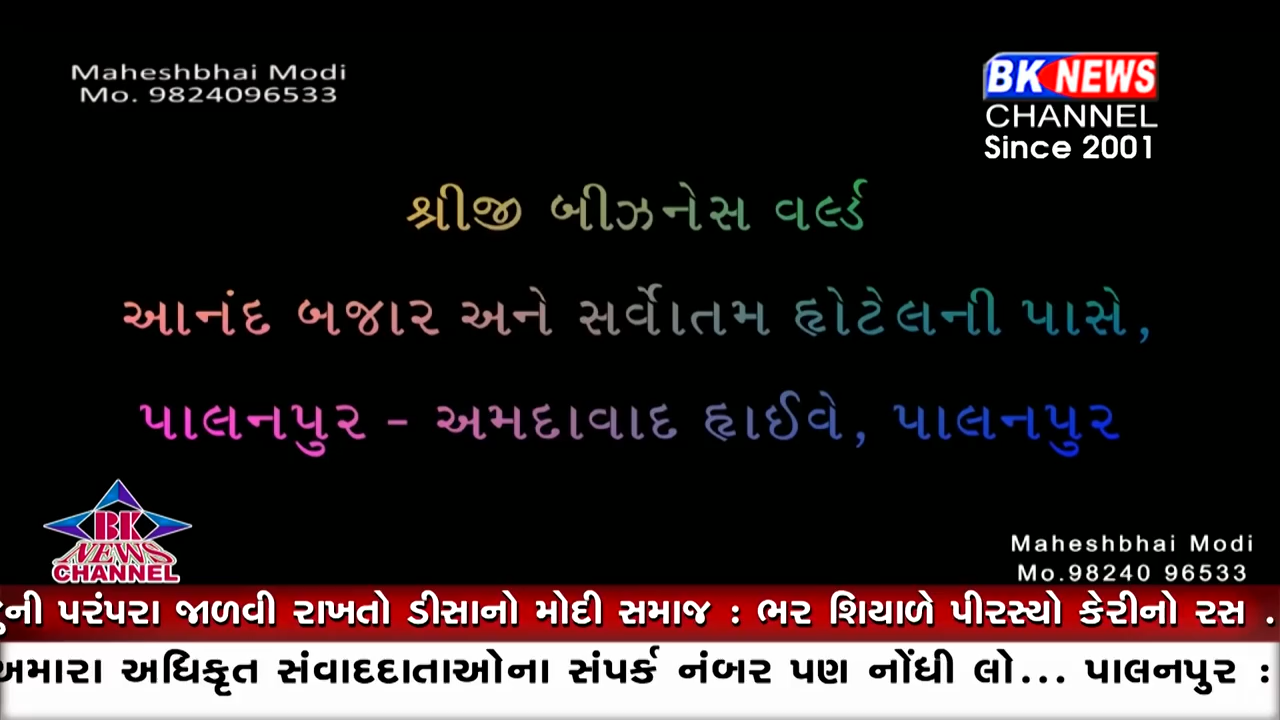 Maheshbhai Modi
Mo. 9824096533
BK NEWS
CHANNEL
Since 2001
શ્રીજી બીઝનેસ વર્લ્ડ
આનંદ બજાર અને સર્વોતમ હોટેલની પાસે,
પાલનપુર - અમદાવાદ હાઈવે, પાલનપુર
BK
NEWS
CHANNEL
Maheshbhai Modi
Mo.98240 96533
પરંપરા જાળવી રાખતો ડીસાનો મોદી સમાજ : ભર શિયાળે પીરસ્યો કેરીનો રસ .
અમારા અધિકૃત સંવાદદાતાઓના સંપર્ક નંબર પણ નોંધી લો... પાલનપુર :